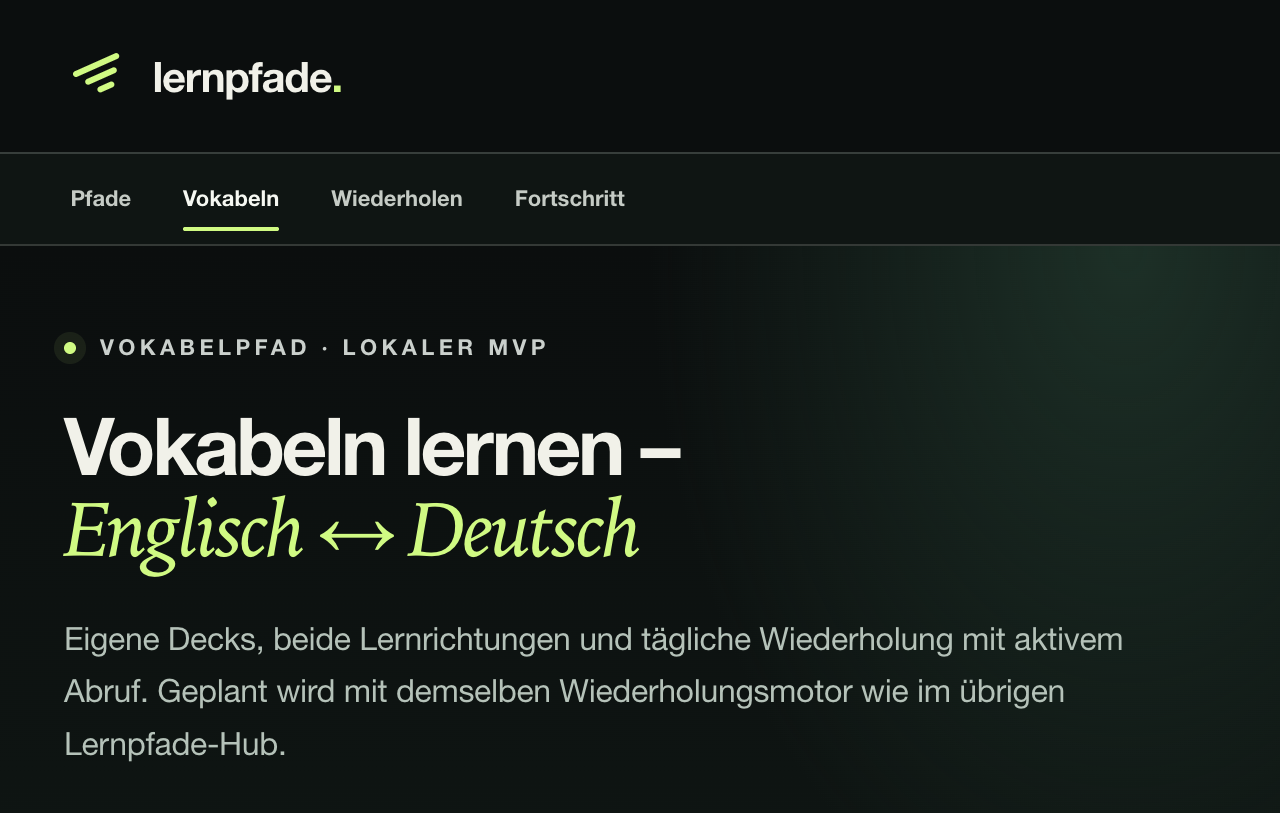 lernpfade.
Pfade Vokabeln Wiederholen Fortschritt
VOKABELPFAD · LOKALER MVP
Vokabeln lernen –
Englisch ↔ Deutsch
Eigene Decks, beide Lernrichtungen und tägliche Wiederholung mit aktivem
Abruf. Geplant wird mit demselben Wiederholungsmotor wie im übrigen
Lernpfade-Hub.